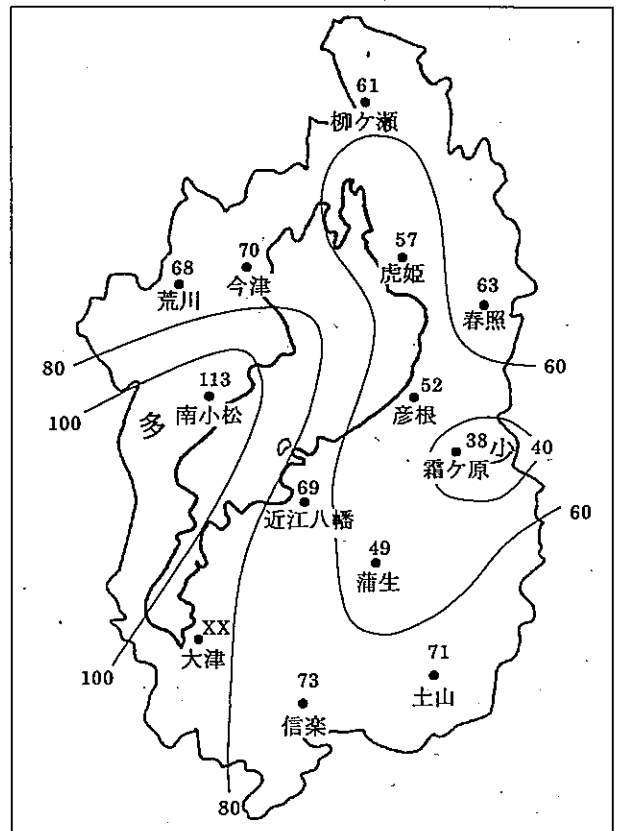 61
柳ケ瀬
57
虎姫
70
今津
68
荒川
63
春照
80
60
113
南小松
多
100
52
彦根
38
小
霜ケ原
40
69
近江八幡
60
49
蒲生
XX
大津
100
71
土山
73
信楽
80